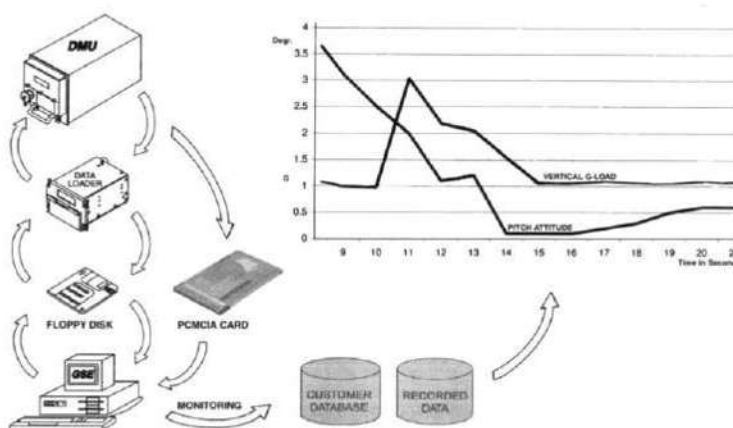 DMU
DATA
LOADER
FLOPPY DISK
PCMCIA CARD
GSE
MONITORING
CUSTOMER
DATABASE
RECORDED
DATA
Degr.
4
3.5
3
2.5
2
1.5
1
0.5
0
G
VERTICAL G-LOAD
PITCH ATTITUDE
9 10 11 12 13 14 15 16 17 18 19 20
Time in